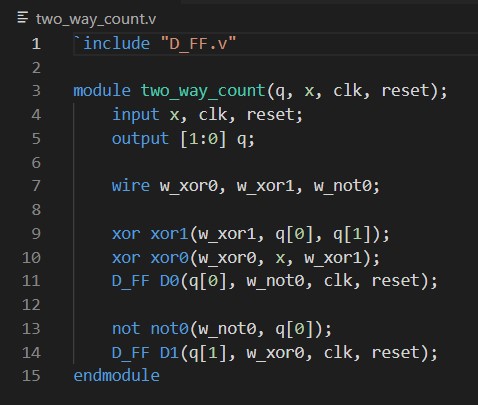 two_way_count.v
1 `include "D_FF.v"
2
3 module two_way_count(q, x, clk, reset);
4 input x, clk, reset;
5 output [1:0] q;
6
7 wire w_xor0, w_xor1, w_not0;
8
9 xor xor1(w_xor1, q[0], q[1]);
10 xor xor0(w_xor0, x, w_xor1);
11 D_FF D0(q[0], w_not0, clk, reset);
12
13 not not0(w_not0, q[0]);
14 D_FF D1(q[1], w_xor0, clk, reset);
15 endmodule